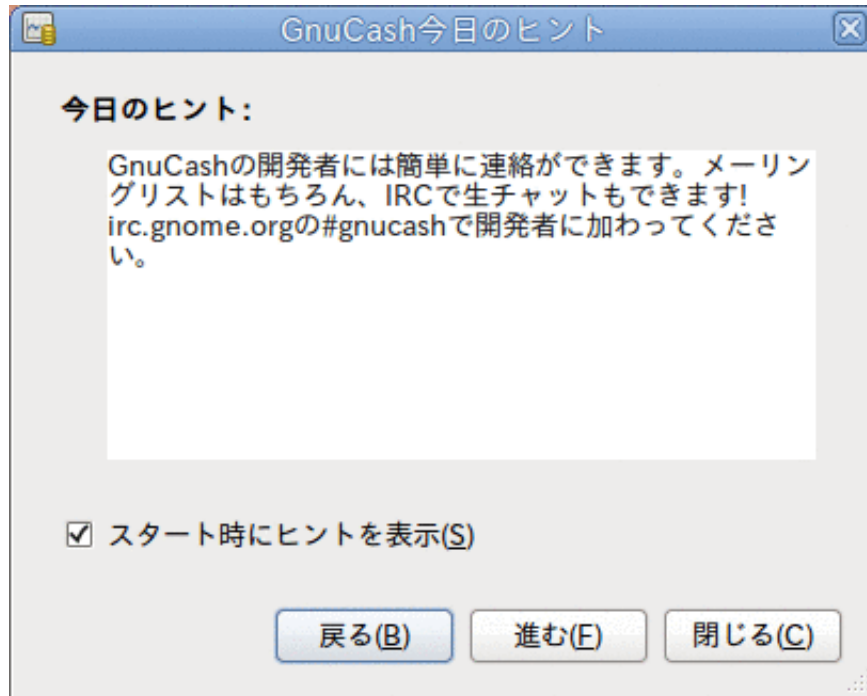 GnuCash今日のヒント
今日のヒント:
GnuCashの開発者には簡単に連絡ができます。メーリン
グリストはもちろん、IRCで生チャットもできます!
irc.gnome.orgの#gnucashで開発者に加わってくださ
い。
スタート時にヒントを表示(S)
戻る(B) 進む(F) 閉じる(C)